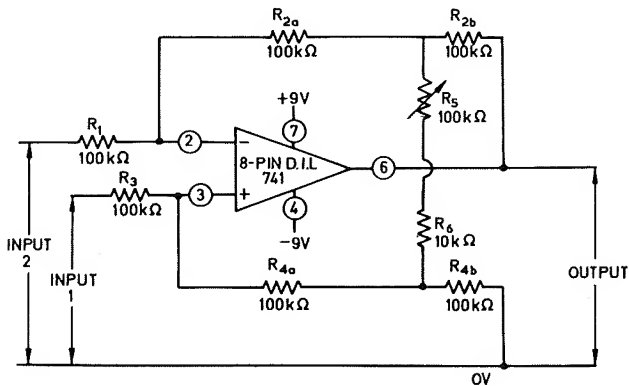 R2a
100kΩ
R2b
100kΩ
+9V
R5
100kΩ
R1
100kΩ
2
−
7
8-PIN D.I.L
741
6
R3
100kΩ
3
+
4
−9V
R6
10kΩ
INPUT
2
INPUT
1
R4a
100kΩ
R4b
100kΩ
OUTPUT
0V